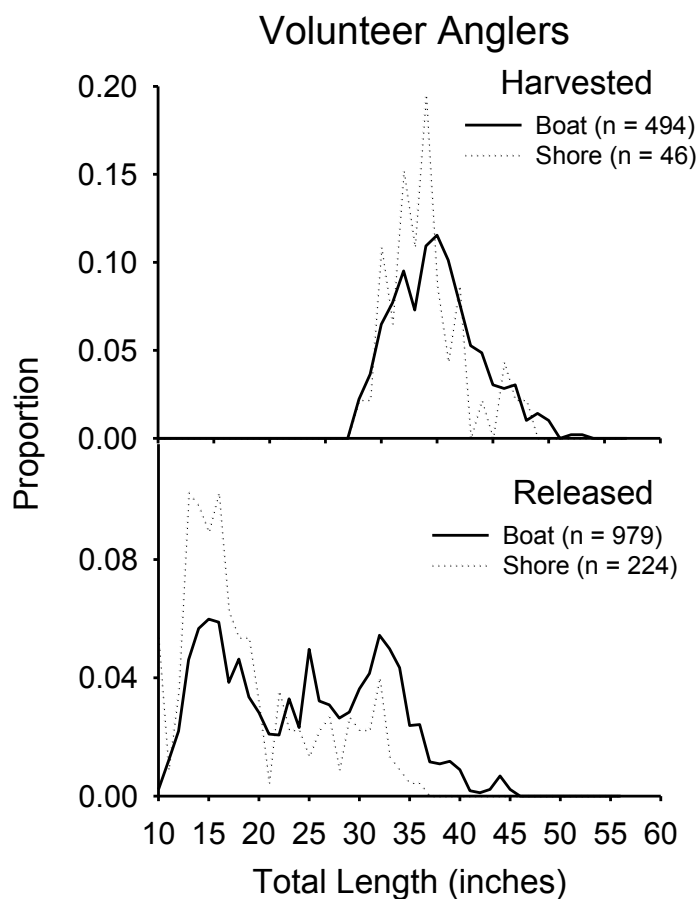 Volunteer Anglers
Harvested
Boat (n = 494)
Shore (n = 46)
0.20
0.15
0.10
0.05
0.00
Proportion
Released
Boat (n = 979)
Shore (n = 224)
0.08
0.04
0.00
10 15 20 25 30 35 40 45 50 55 60
Total Length (inches)